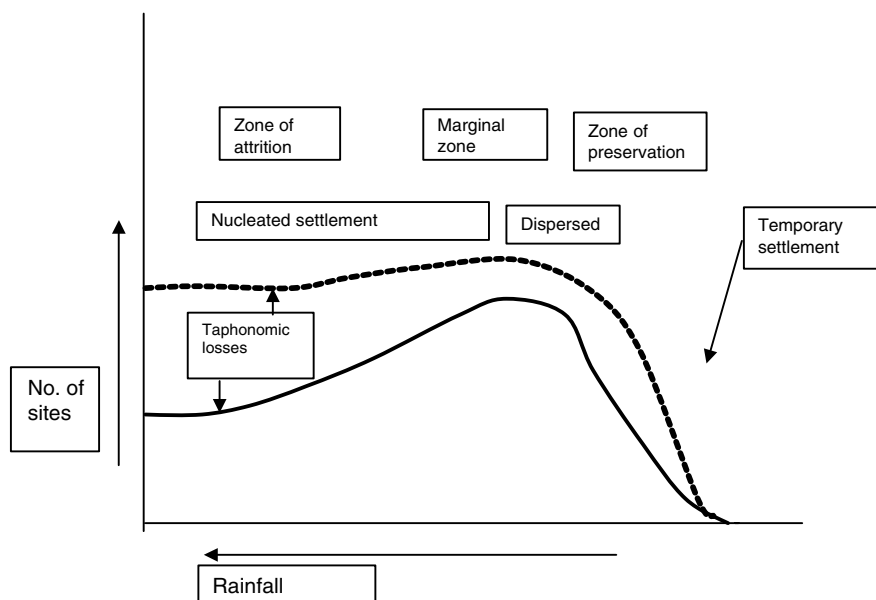 Zone of
attrition
Marginal
zone
Zone of
preservation
Nucleated settlement
Dispersed
Temporary
settlement
Taphonomic
losses
No. of
sites
Rainfall